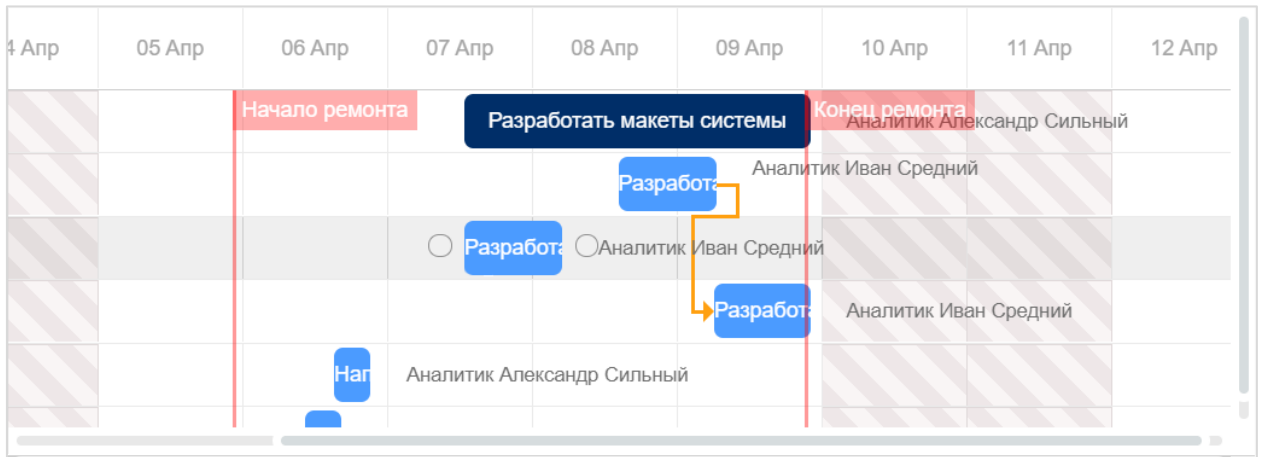 4 Апр 05 Апр 06 Апр 07 Апр 08 Апр 09 Апр 10 Апр 11 Апр 12 Апр
Начало ремонта Разработать макеты системы Конец ремонта Аналитик Александр Сильный
Разработа Аналитик Иван Средний
Разработа Аналитик Иван Средний
Разработа Аналитик Иван Средний
Нап Аналитик Александр Сильный